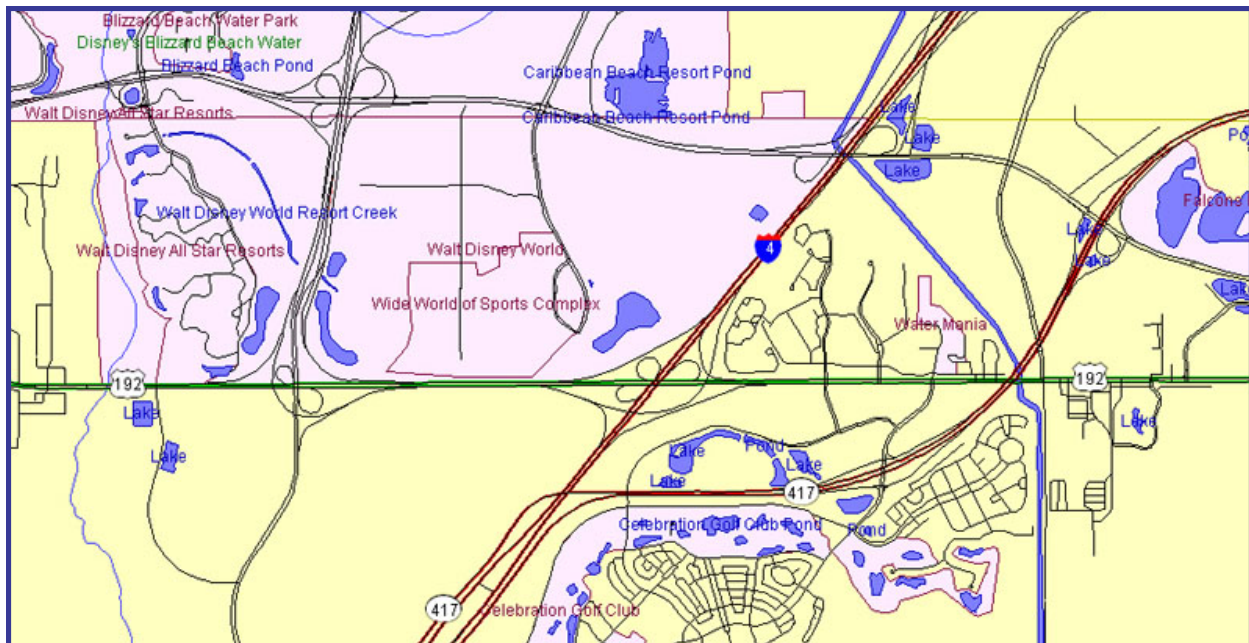 Blizzard Beach Water Park
Disney's Blizzard Beach Water
Blizzard Beach Pond
Caribbean Beach Resort Pond
Walt Disney All Star Resorts
Caribbean Beach Resort Pond
Lake
Lake
Lake
Walt Disney World Resort Creek
Falcons
Lake
Walt Disney All Star Resorts
Walt Disney World
4
Lake
Lake
Wide World of Sports Complex
Water Mania
192
192
Lake
Lake
Lake
Lake
Pond
Lake
Lake
417
Celebration Golf Club Pond
Pond
417
Celebration Golf Club